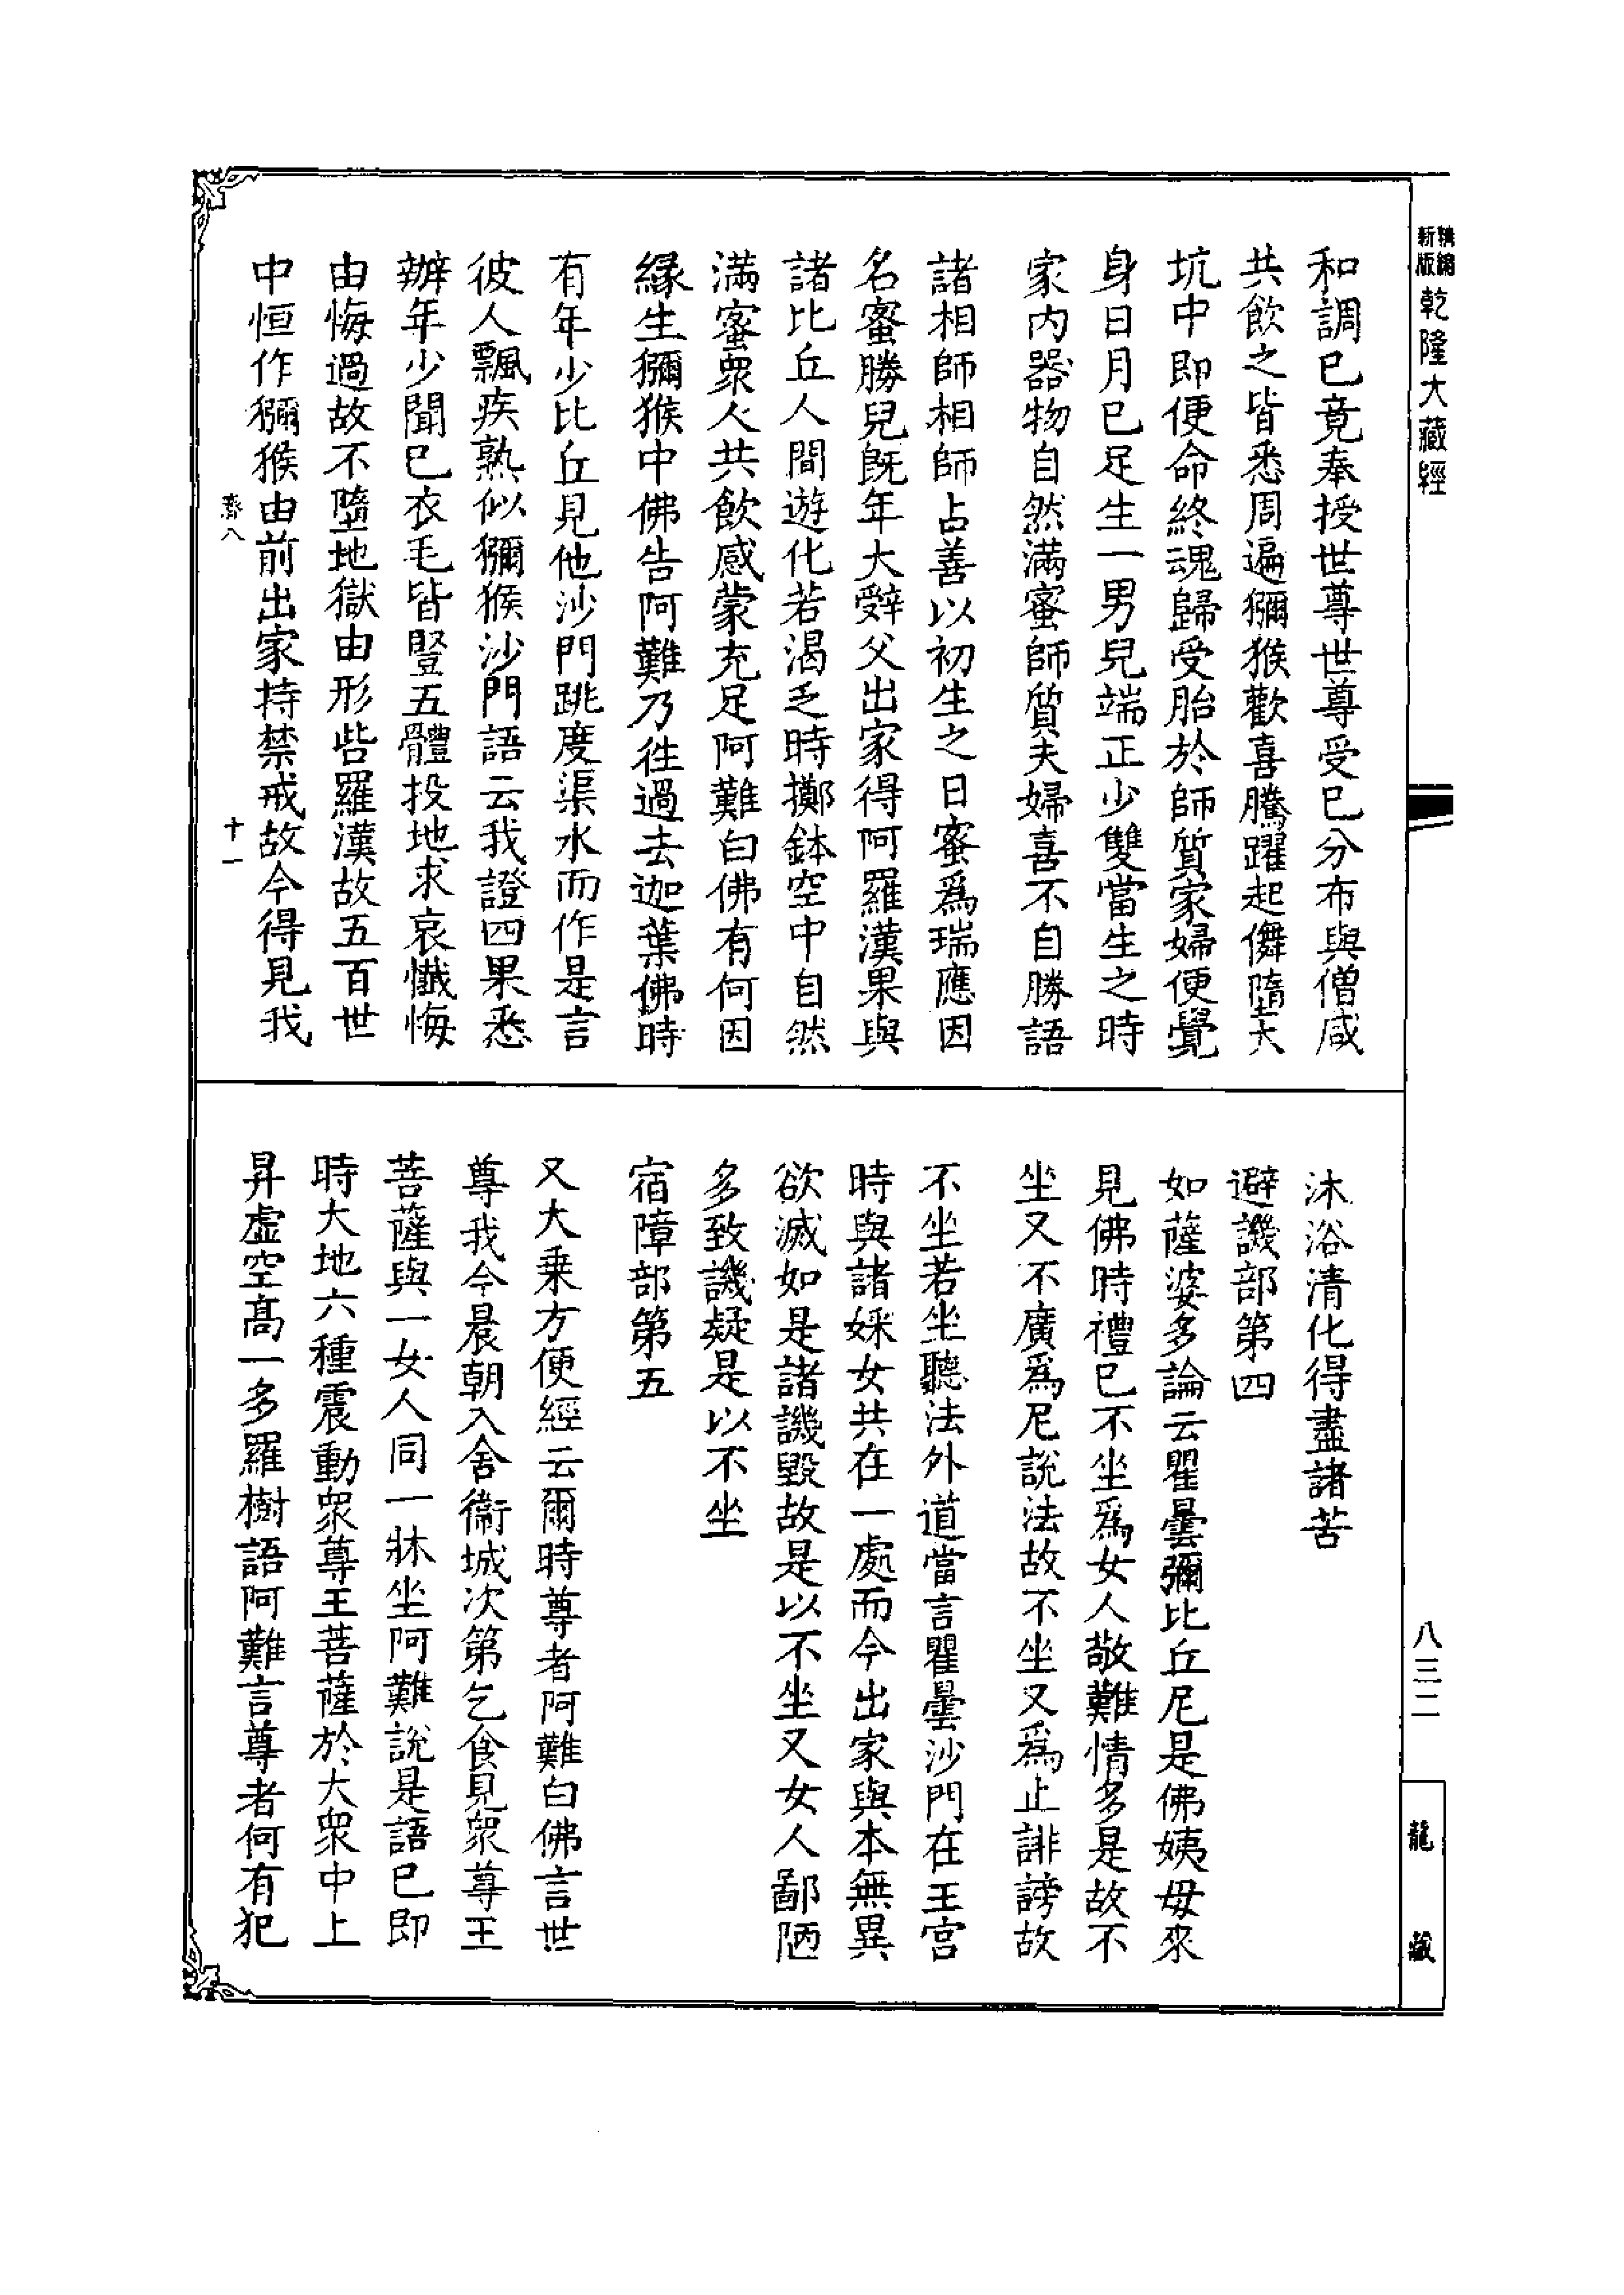 新版
精編
乾隆大藏經
和調已竟奉授世尊世尊受已分布與僧咸
共飲之皆悉周遍獼猴歡喜騰躍起儛墮大
坑中即便命終魂歸受胎於師質家婦便覺
身日月已足生一男兒端正少雙當生之時
家內器物自然滿蜜師質夫婦喜不自勝語
諸相師相師占善以初生之日蜜爲瑞應因
名蜜勝兒旣年大辤父出家得阿羅漢果與
諸比丘人間遊化若渴乏時擲鉢空中自然
滿蜜衆人共飲感蒙充足阿難白佛有何因
緣生獼猴中佛告阿難乃往過去迦葉佛時
有年少比丘見他沙門跳度渠水而作是言
彼人飄疾熟似獼猴沙門語云我證四果悉
辦年少聞已衣毛皆豎五體投地求哀懺悔
由悔過故不墮地獄由形呰羅漢故五百世
中恒作獼猴由前出家持禁戒故今得見我
八
十一
沐浴清化得盡諸苦
避譏部第四
如薩婆多論云瞿曇彌比丘尼是佛姨母來
見佛時禮已不坐爲女人敬難情多是故不
坐又不廣爲尼說法故不坐又爲止誹謗故
不坐若坐聽法外道當言瞿曇沙門在王宫
時與諸婇女共在一處而今出家與本無異
欲滅如是諸譏毀故是以不坐又女人鄙陋
多致譏疑是以不坐
宿障部第五
又大乗方便經云爾時尊者阿難白佛言世
尊我今晨朝入舍衞城次第乞食見衆尊王
菩薩與一女人同一牀坐阿難說是語已即
時大地六種震動衆尊王菩薩於大衆中上
昇虛空高一多羅樹語阿難言尊者何有犯
八三二
龍藏